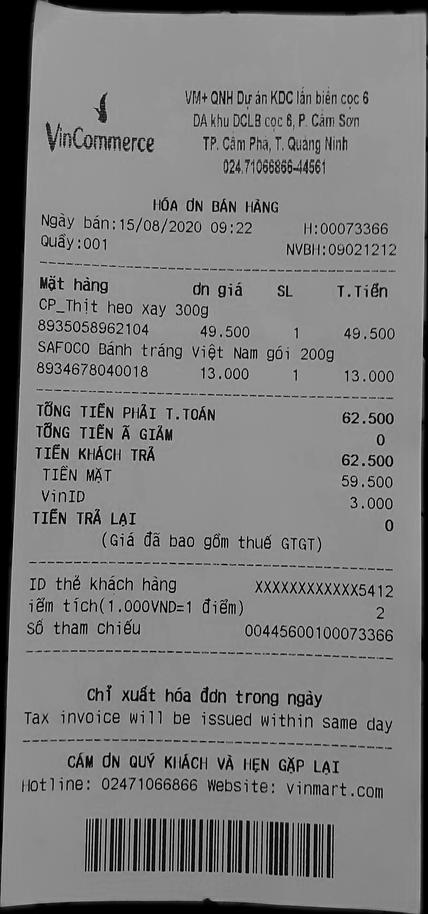 VinCommerce
VM+ QNH Dự án KDC lấn biển cọc 6
DA khu DCLB cọc 6, P. Cẩm Sơn
TP. Cẩm Phả, T. Quảng Ninh
024.71066866-44561
HÓA ƠN BÁN HÀNG
Ngày bán:15/08/2020 09:22 H:00073366
Quầy:001 NVBH:09021212
Mặt hàng ơn giá SL T.Tiền
CP_Thịt heo xay 300g
8935058962104 49.500 1 49.500
SAFOCO Bánh tráng Việt Nam gói 200g
8934678040018 13.000 1 13.000
TỔNG TIỀN PHẢI T.TOÁN 62.500
TỔNG TIỀN Ã GIẢM 0
TIỀN KHÁCH TRẢ 62.500
TIỀN MẶT 59.500
VinID 3.000
TIỀN TRẢ LẠI 0
(Giá đã bao gồm thuế GTGT)
ID thẻ khách hàng XXXXXXXXXXXX5412
iểm tích(1.000VND=1 điểm) 2
Số tham chiếu 00445600100073366
Chỉ xuất hóa đơn trong ngày
Tax invoice will be issued within same day
CẢM ƠN QUÝ KHÁCH VÀ HẸN GẶP LẠI
Hotline: 02471066866 Website: vinmart.com